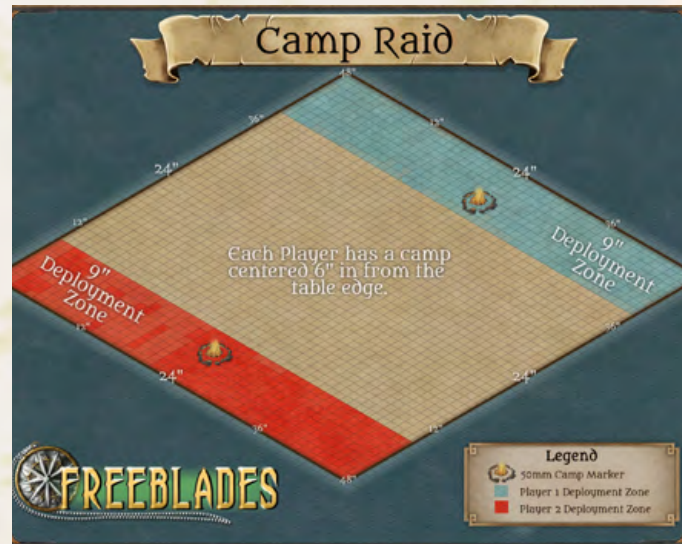 Camp Raid
48"
36"
12"
24"
24"
12"
36"
9"
Deployment
Zone
Each Player has a camp
centered 6" in from the
table edge.
9"
Deployment
Zone
12"
36"
24"
24"
36"
12"
48"
FREEBLADES
Legend
50mm Camp Marker
Player 1 Deployment Zone
Player 2 Deployment Zone